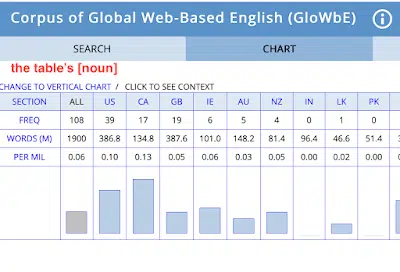 Corpus of Global Web-Based English (GloWbE)
SEARCH CHART
the table's [noun]
CHANGE TO VERTICAL CHART / CLICK TO SEE CONTEXT
SECTION ALL US CA GB IE AU NZ IN LK PK
FREQ 108 39 17 19 6 5 4 0 1 0
WORDS (M) 1900 386.8 134.8 387.6 101.0 148.2 81.4 96.4 46.6 51.4
PER MIL 0.06 0.10 0.13 0.05 0.06 0.03 0.05 0.00 0.02 0.00